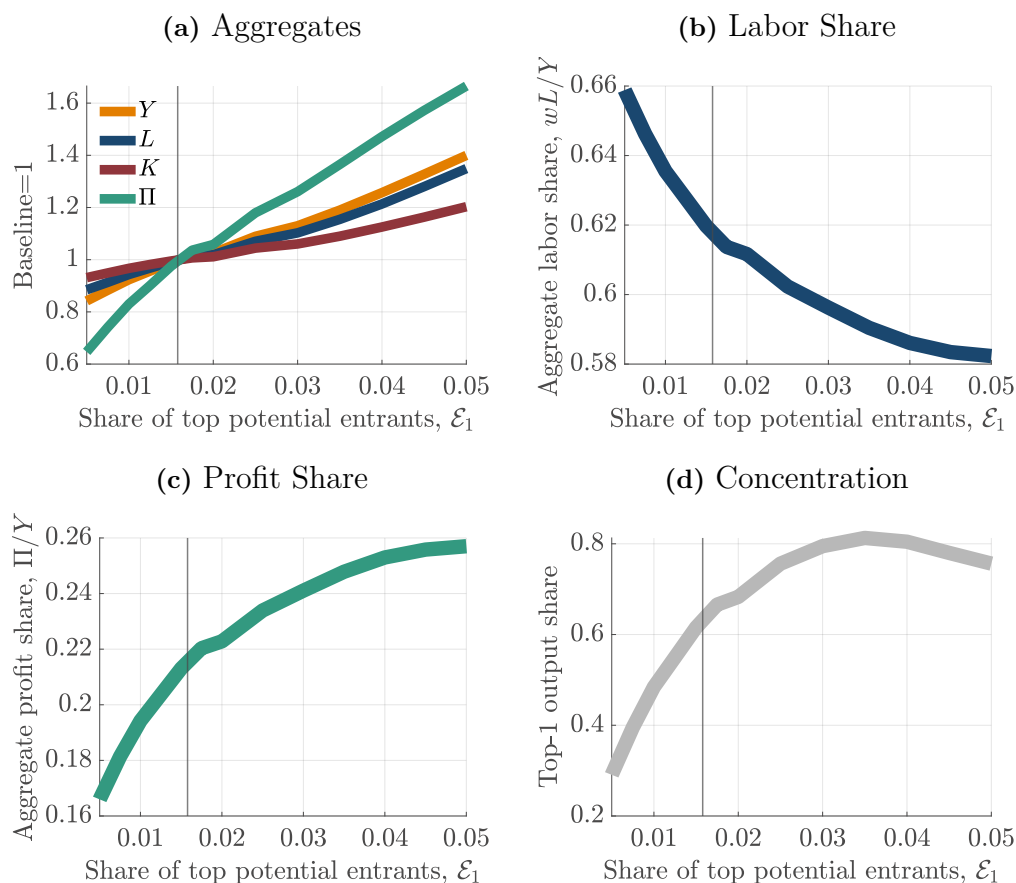 (a) Aggregates
Baseline=1
1.6
1.4
1.2
1
0.8
0.6
Y
L
K
Π
0.01 0.02 0.03 0.04 0.05
Share of top potential entrants, ℰ₁
(b) Labor Share
Aggregate labor share, wL/Y
0.66
0.64
0.62
0.6
0.58
0.01 0.02 0.03 0.04 0.05
Share of top potential entrants, ℰ₁
(c) Profit Share
Aggregate profit share, Π/Y
0.26
0.24
0.22
0.2
0.18
0.16
0.01 0.02 0.03 0.04 0.05
Share of top potential entrants, ℰ₁
(d) Concentration
Top-1 output share
0.8
0.6
0.4
0.2
0.01 0.02 0.03 0.04 0.05
Share of top potential entrants, ℰ₁